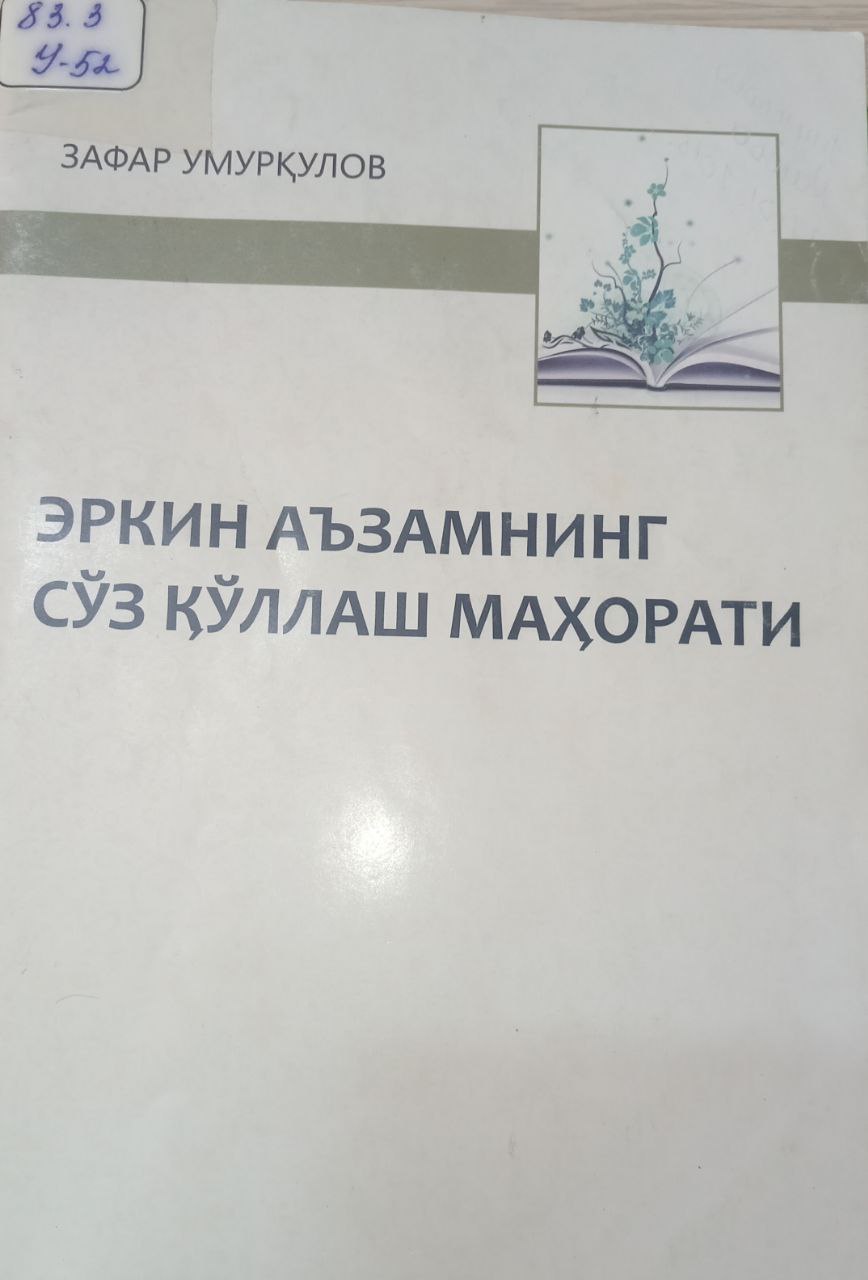 83.3
У-52
ЗАФАР УМУРҚУЛОВ
ЭРКИН АЪЗАМНИНГ
СЎЗ ҚЎЛЛАШ МАҲОРАТИ